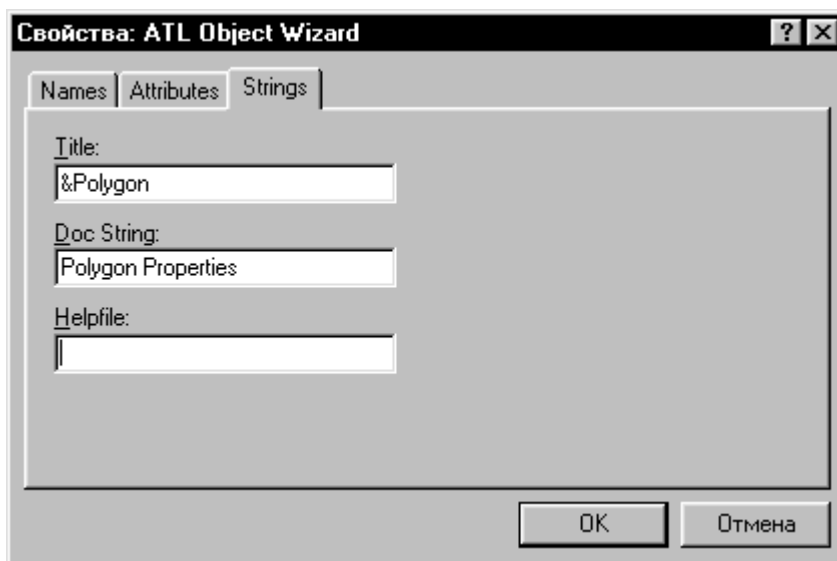 Свойства: ATL Object Wizard
Names Attributes Strings
Title:
&Polygon
Doc String:
Polygon Properties
Helpfile:
OK Отмена